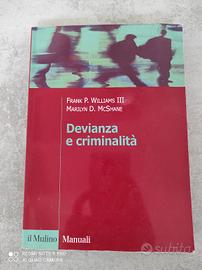 FRANK P. WILLIAMS III
MARILYN D. MCSHANE
Devianza
e criminalità
il Mulino
Manuali
subito